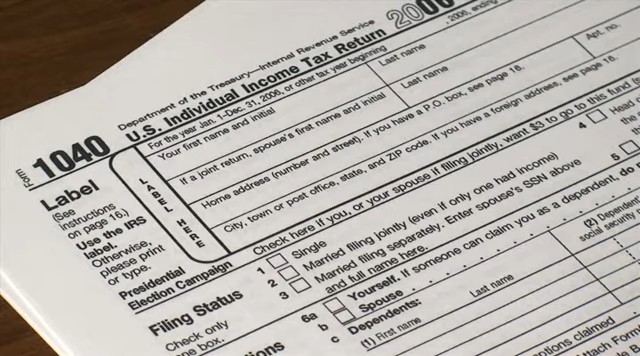 Department of the Treasury—Internal Revenue Service
Form 1040 U.S. Individual Income Tax Return 2006
For the year Jan. 1–Dec. 31, 2006, or other tax year beginning , 2006, ending
Label
(See
instructions
on page 16.)
Use the IRS
label.
Otherwise,
please print
or type.
LABEL HERE
Your first name and initial Last name
If a joint return, spouse's first name and initial Last name
Home address (number and street). If you have a P.O. box, see page 16. Apt. no.
City, town or post office, state, and ZIP code. If you have a foreign address, see page 16.
Presidential
Election Campaign
Check here if you, or your spouse if filing jointly, want $3 to go to this fund
Filing Status
Check only
one box.
1 Single
2 Married filing jointly (even if only one had income)
3 Married filing separately. Enter spouse's SSN above
and full name here.
4 Head
the
5
6a Yourself. If someone can claim you as a dependent, do
b Spouse
c Dependents:
(1) First name Last name
(2) Dependent
social security